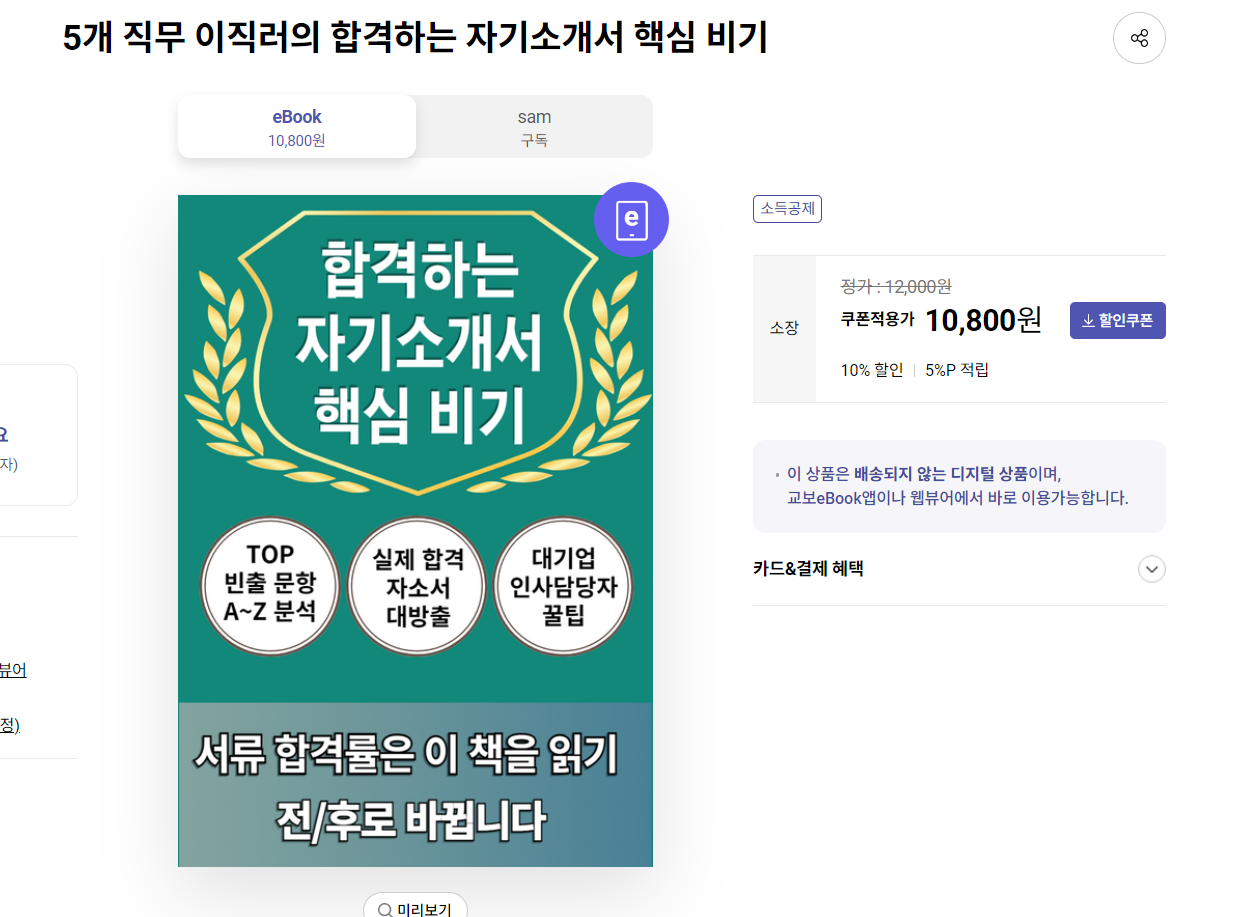 5개 직무 이직러의 합격하는 자기소개서 핵심 비기
eBook
10,800원
sam
구독
e
합격하는
자기소개서
핵심 비기
TOP
빈출 문항
A~Z 분석
실제 합격
자소서
대방출
대기업
인사담당자
꿀팁
서류 합격률은 이 책을 읽기
전/후로 바뀝니다
미리보기
소득공제
소장
정가 : 12,000원
쿠폰적용가 10,800원
할인쿠폰
10% 할인 | 5%P 적립
· 이 상품은 배송되지 않는 디지털 상품이며,
교보eBook앱이나 웹뷰어에서 바로 이용가능합니다.
카드&결제 혜택
자)
뷰어
정)